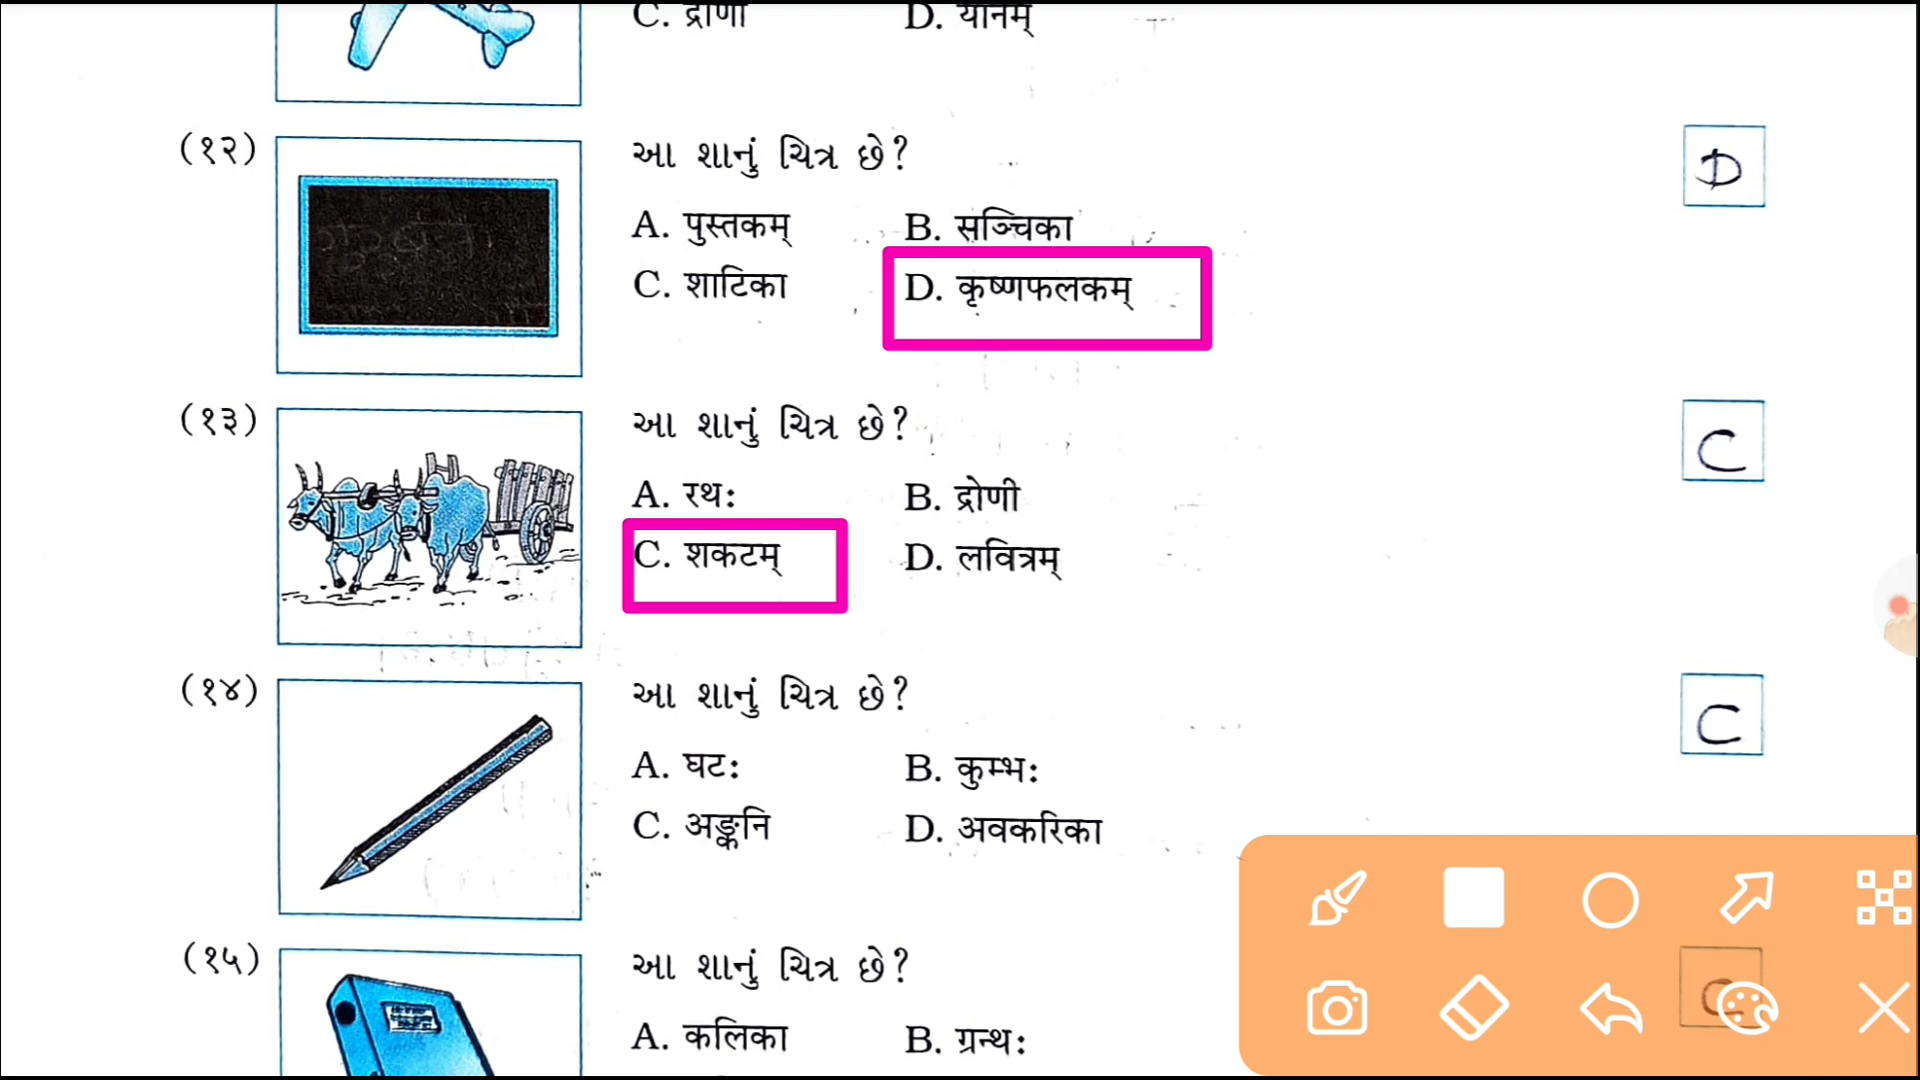 C. द्रोणी D. यानम्
(१२) આ શાનું ચિત્ર છે? D
A. पुस्तकम् B. सञ्चिका
C. शाटिका D. कृष्णफलकम्
(१३) આ શાનું ચિત્ર છે? C
A. रथः B. द्रोणी
C. शकटम् D. लवित्रम्
(१४) આ શાનું ચિત્ર છે? C
A. घटः B. कुम्भः
C. अङ्कनि D. अवकरिका
(१५) આ શાનું ચિત્ર છે? C
A. कलिका B. ग्रन्थः